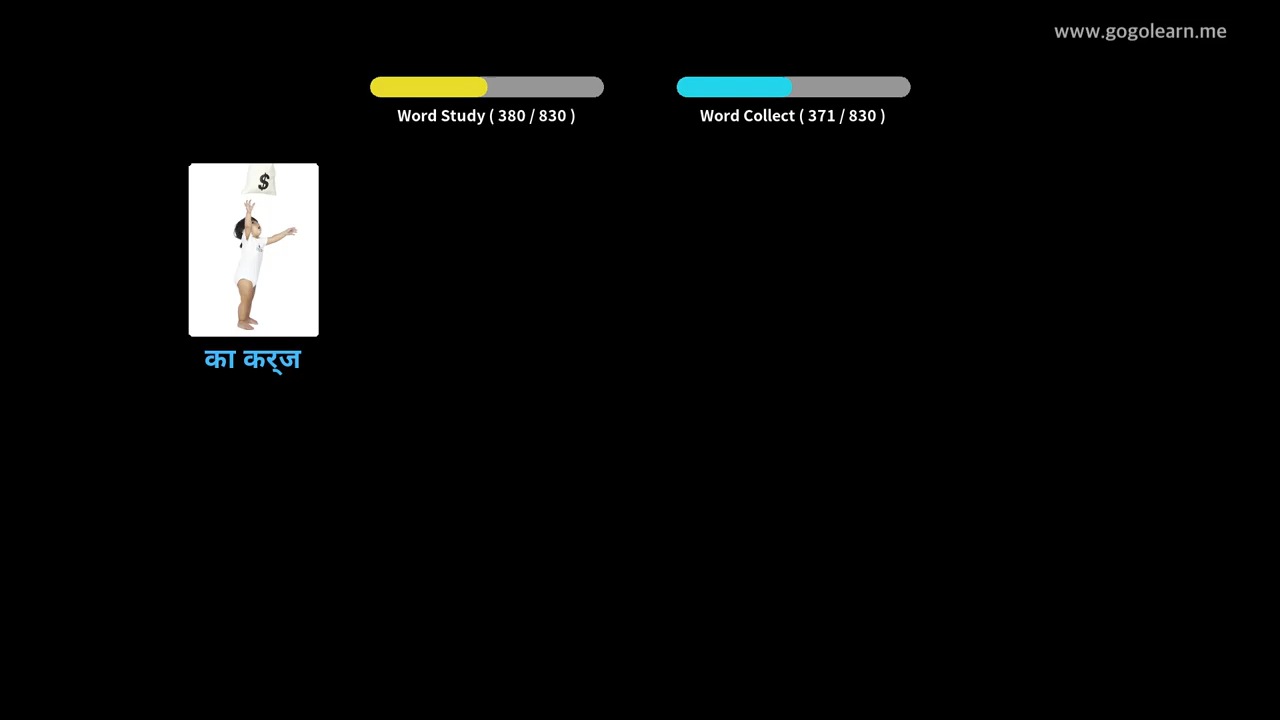 www.gogolearn.me
Word Study ( 380 / 830 )
Word Collect ( 371 / 830 )
$
का कर्ज